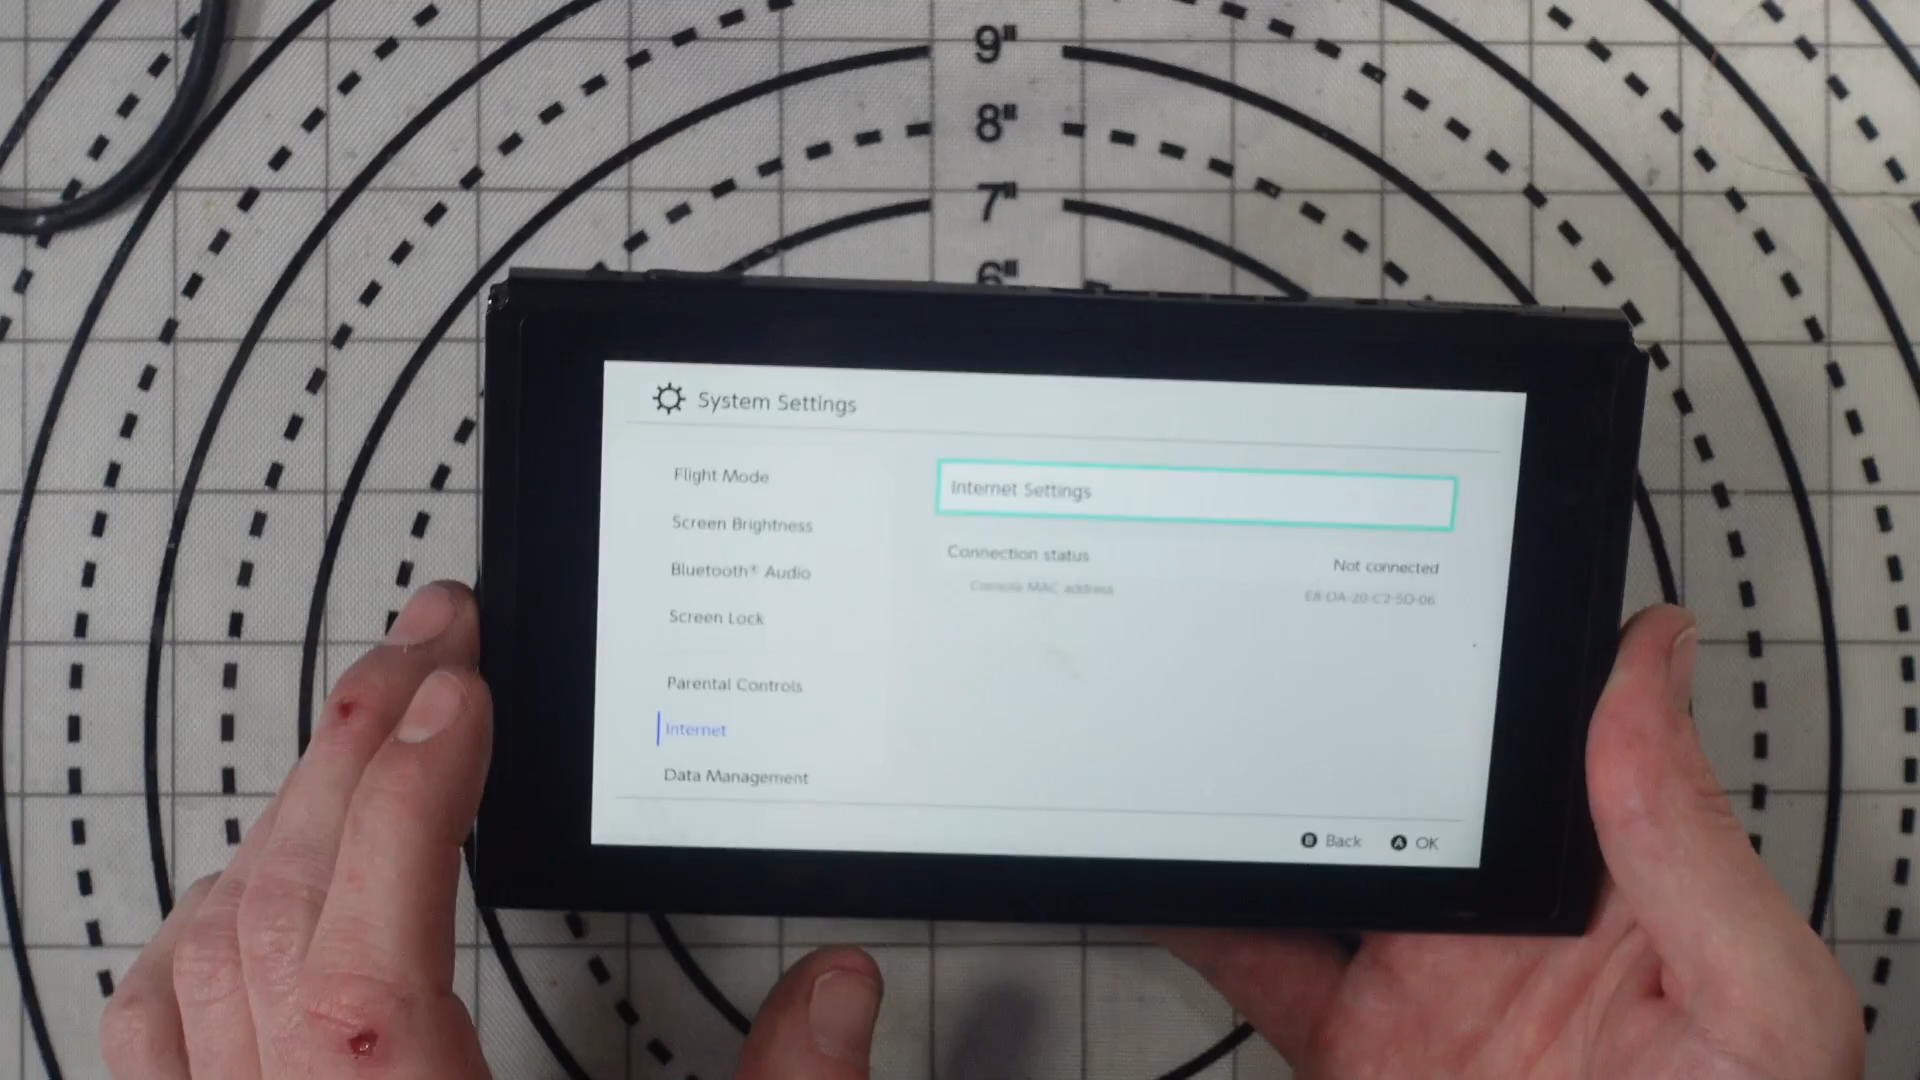 9"
8"
7"
6"
System Settings
Flight Mode
Screen Brightness
Bluetooth® Audio
Screen Lock
Parental Controls
Internet
Data Management
Internet Settings
Connection status Not connected
Console MAC address E8-DA-20-C2-5D-06
B Back A OK